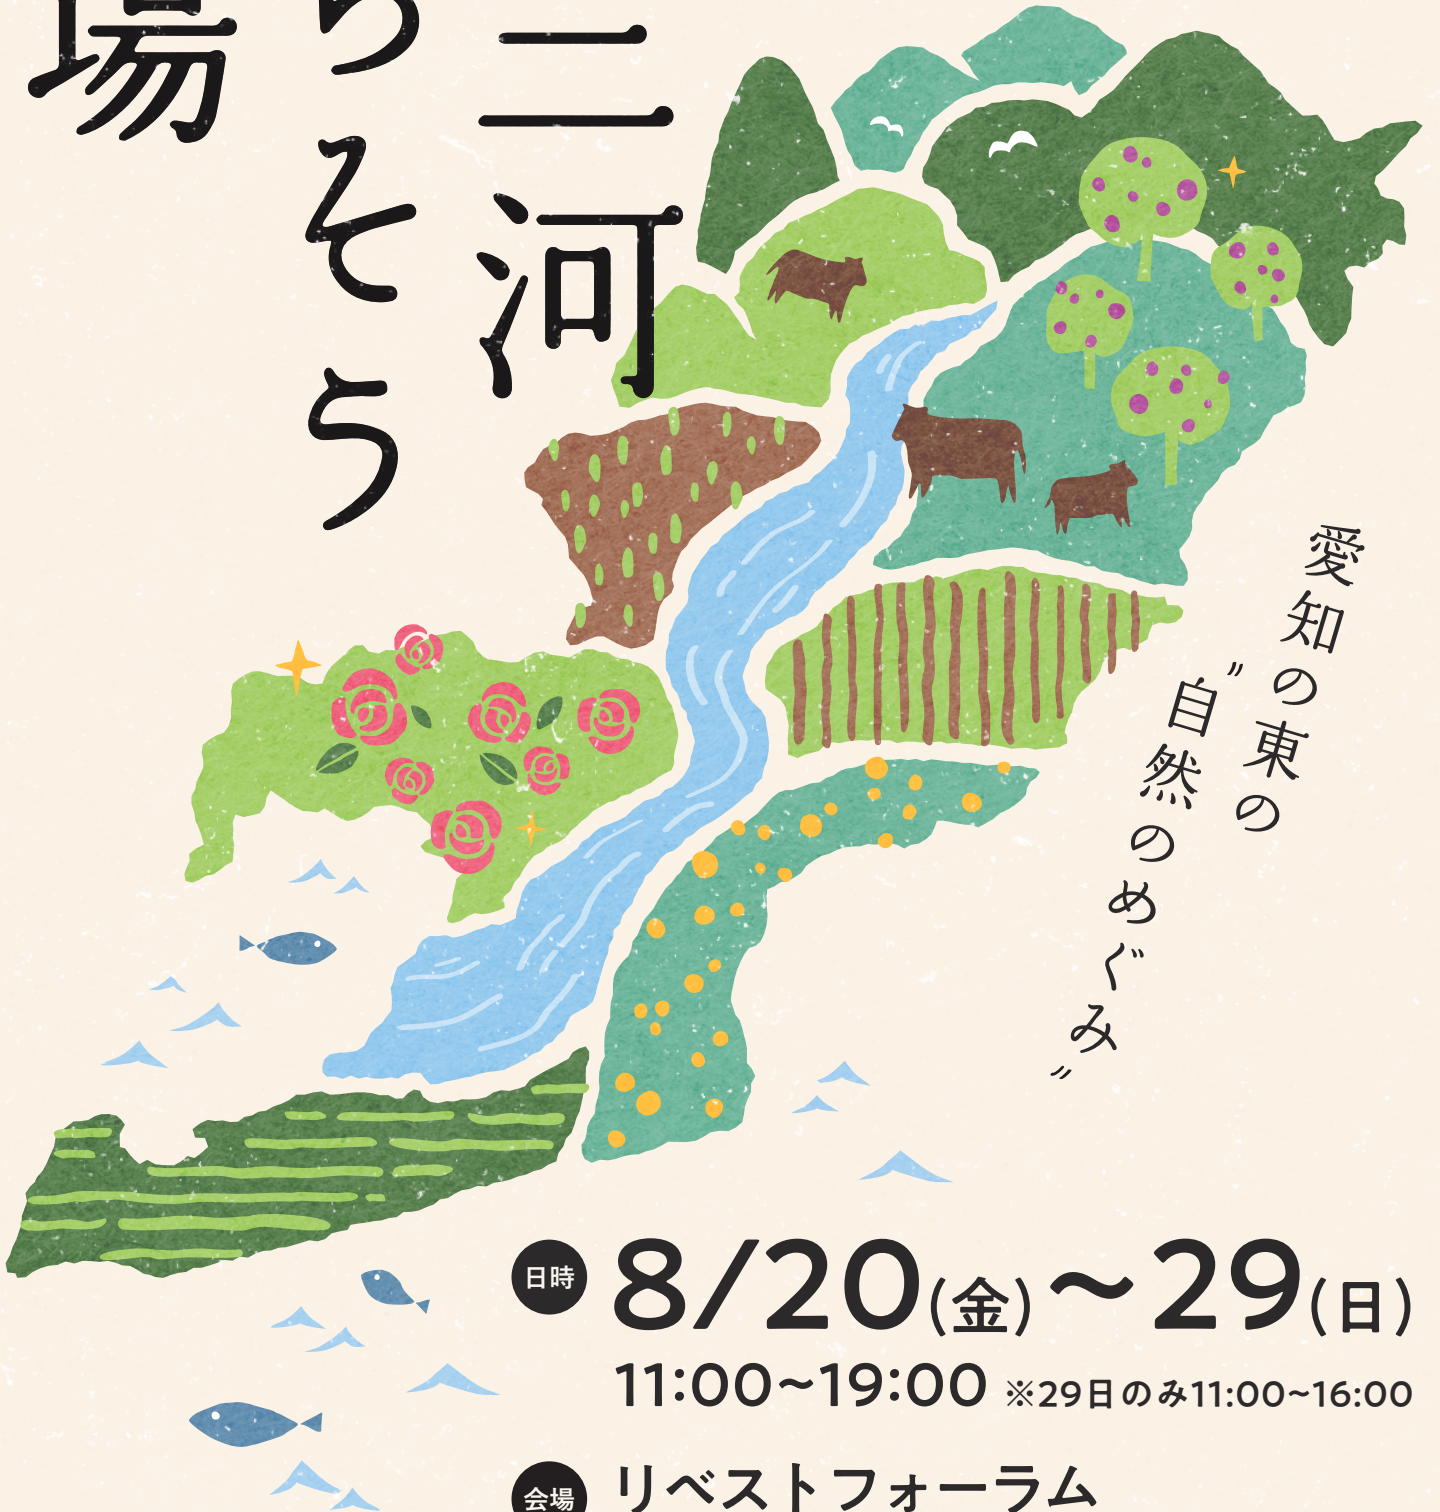 三河
ちそう
場
愛知の東の
〝自然のめぐみ〟
日時 8/20(金)〜29(日)
11:00~19:00 ※29日のみ11:00~16:00
会場 リベストフォーラム